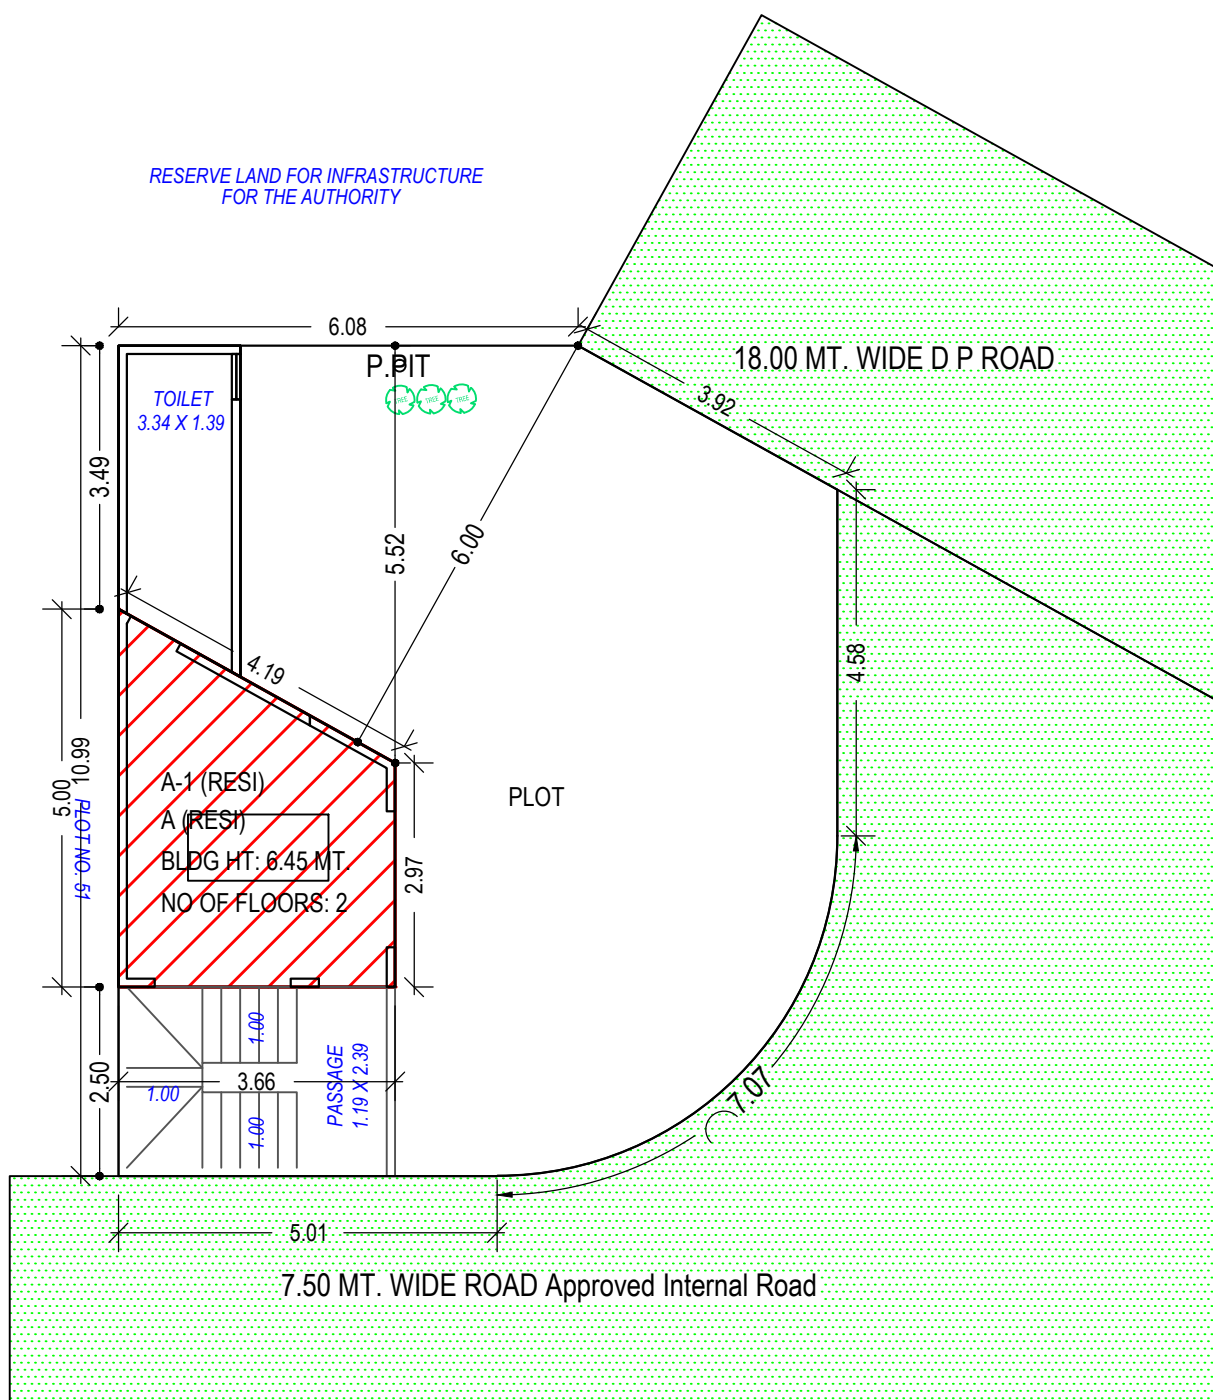 RESERVE LAND FOR INFRASTRUCTURE
FOR THE AUTHORITY
6.08
P.PIT
18.00 MT. WIDE D P ROAD
TREE TREE TREE
TOILET
3.34 X 1.39
3.92
3.49
5.52
6.00
4.58
4.19
5.00
10.99
PLOT NO. 61
A-1 (RESI)
A (RESI)
BLDG HT: 6.45 MT.
NO OF FLOORS: 2
PLOT
2.97
2.50
1.00
3.66
1.00
1.00
PASSAGE
1.19 X 2.39
7.07
5.01
7.50 MT. WIDE ROAD Approved Internal Road